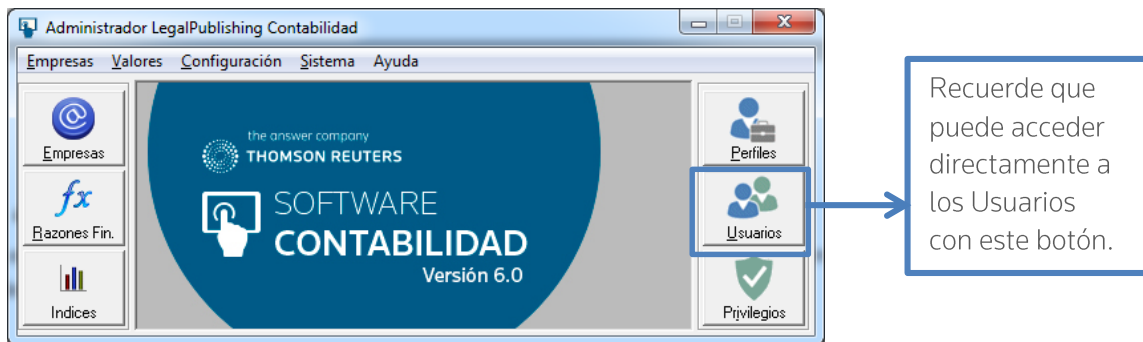 Administrador LegalPublishing Contabilidad
Empresas Valores Configuración Sistema Ayuda
Empresas
Razones Fin.
Indices
the answer company
THOMSON REUTERS
SOFTWARE
CONTABILIDAD
Versión 6.0
Perfiles
Usuarios
Privilegios
Recuerde que
puede acceder
directamente a
los Usuarios
con este botón.